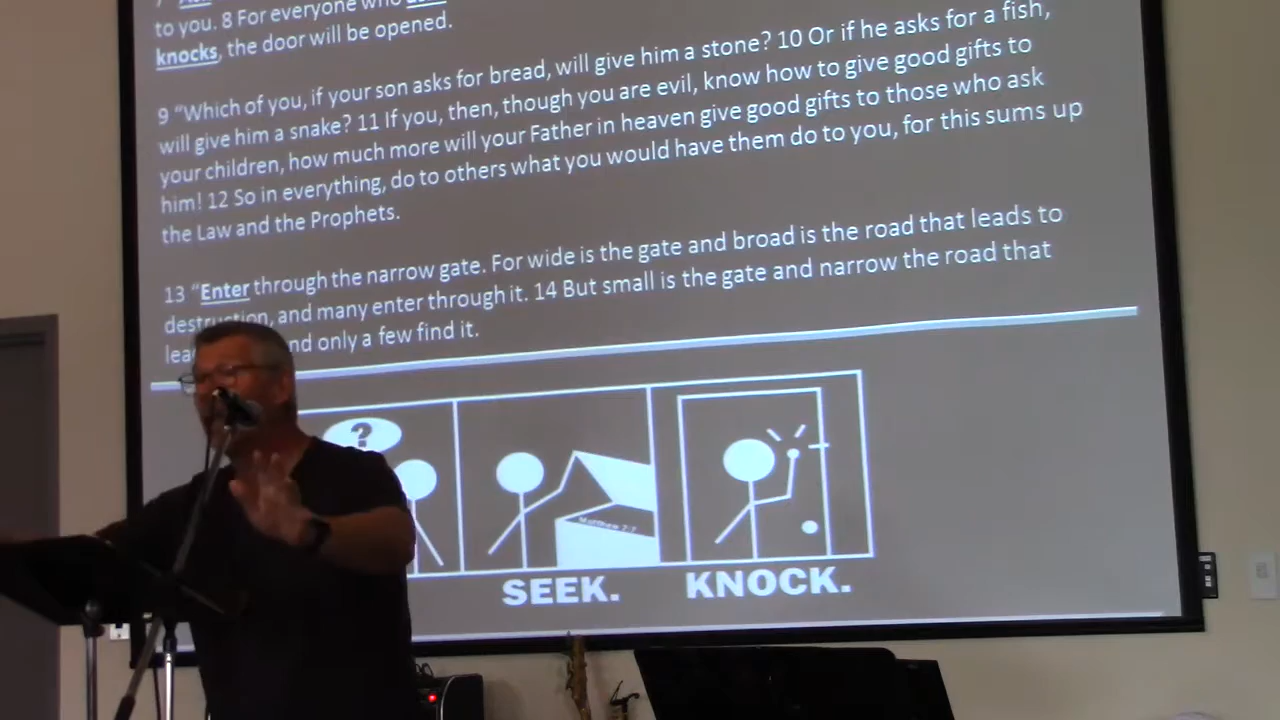 to you. 8 For everyone who
knocks, the door will be opened.
9 "Which of you, if your son asks for bread, will give him a stone? 10 Or if he asks for a fish,
will give him a snake? 11 If you, then, though you are evil, know how to give good gifts to
your children, how much more will your Father in heaven give good gifts to those who ask
him! 12 So in everything, do to others what you would have them do to you, for this sums up
the Law and the Prophets.
13 "Enter through the narrow gate. For wide is the gate and broad is the road that leads to
destruction, and many enter through it. 14 But small is the gate and narrow the road that
and only a few find it.
?
Matthew 7:7
SEEK.
KNOCK.